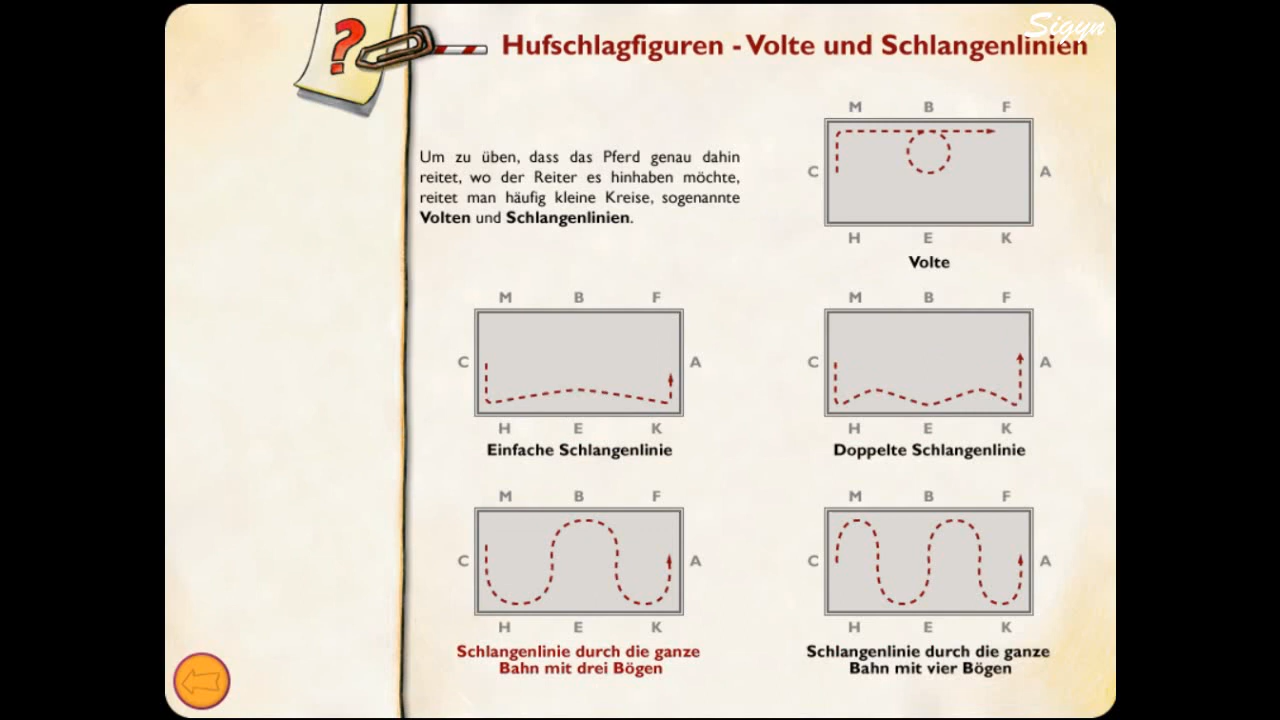 Sigyn
?
Hufschlagfiguren - Volte und Schlangenlinien
Um zu üben, dass das Pferd genau dahin
reitet, wo der Reiter es hinhaben möchte,
reitet man häufig kleine Kreise, sogenannte
Volten und Schlangenlinien.
M B F
C A
H E K
Volte
M B F
C A
H E K
Einfache Schlangenlinie
M B F
C A
H E K
Doppelte Schlangenlinie
M B F
C A
H E K
Schlangenlinie durch die ganze
Bahn mit drei Bögen
M B F
C A
H E K
Schlangenlinie durch die ganze
Bahn mit vier Bögen